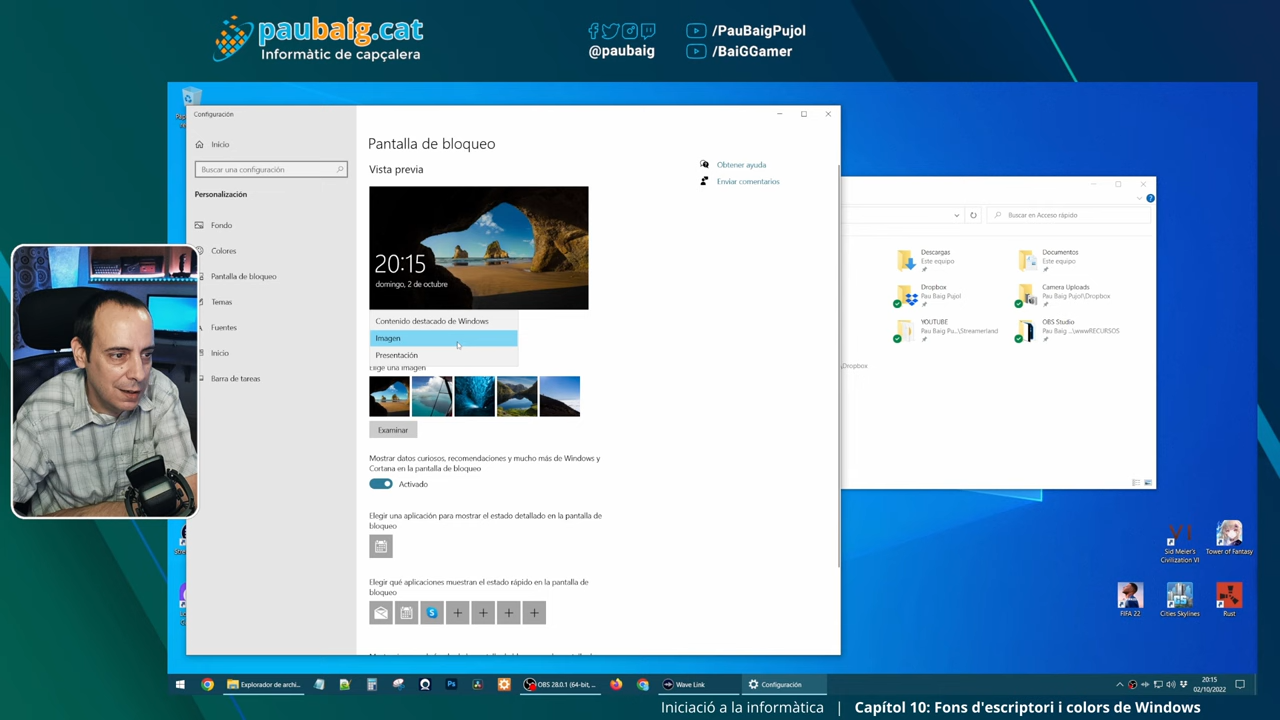 paubaig.cat
Informàtic de capçalera
@paubaig
/PauBaigPujol
/BaiGGamer
Configuración
Inicio
Buscar una configuración
Personalización
Fondo
Colores
Pantalla de bloqueo
Temas
Fuentes
Inicio
Barra de tareas
Pantalla de bloqueo
Vista previa
20:15
domingo, 2 de octubre
Contenido destacado de Windows
Imagen
Presentación
Elige una imagen
Examinar
Mostrar datos curiosos, recomendaciones y mucho más de Windows y
Cortana en la pantalla de bloqueo
Activado
Elegir una aplicación para mostrar el estado detallado en la pantalla de
bloqueo
Elegir qué aplicaciones muestran el estado rápido en la pantalla de
bloqueo
Obtener ayuda
Enviar comentarios
Buscar en Acceso rápido
Descargas
Este equipo
Documentos
Este equipo
Dropbox
Pau Baig Pujol
Camera Uploads
Pau Baig Pujol\Dropbox
YOUTUBE
Pau Baig Pu...\Streamerland
OBS Studio
Pau Baig ...\wwwRECURSOS
\Dropbox
Sid Meier's
Civilization VI
Tower of Fantasy
FIFA 22
Cities Skylines
Rust
Explorador de archi...
OBS 28.0.1 (64-bit, ...
Wave Link
Configuración
20:15
02/10/2022
Iniciació a la informàtica | Capítol 10: Fons d'escriptori i colors de Windows